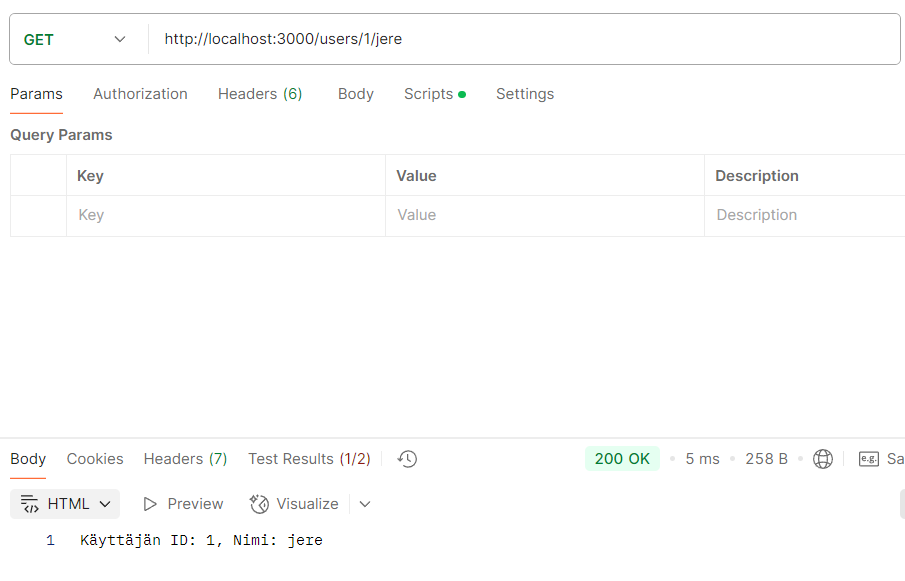 GET http://localhost:3000/users/1/jere
Params Authorization Headers (6) Body Scripts Settings
Query Params
Key Value Description
Key Value Description
Body Cookies Headers (7) Test Results (1/2) 200 OK 5 ms 258 B e.g. Sa
HTML Preview Visualize
1 Käyttäjän ID: 1, Nimi: jere